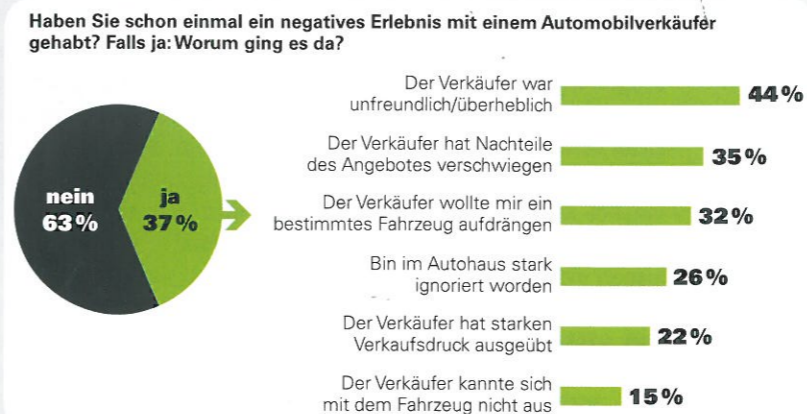 Haben Sie schon einmal ein negatives Erlebnis mit einem Automobilverkäufer
gehabt? Falls ja: Worum ging es da?
nein
63%
ja
37%
Der Verkäufer war
unfreundlich/überheblich
44%
Der Verkäufer hat Nachteile
des Angebotes verschwiegen
35%
Der Verkäufer wollte mir ein
bestimmtes Fahrzeug aufdrängen
32%
Bin im Autohaus stark
ignoriert worden
26%
Der Verkäufer hat starken
Verkaufsdruck ausgeübt
22%
Der Verkäufer kannte sich
mit dem Fahrzeug nicht aus
15%